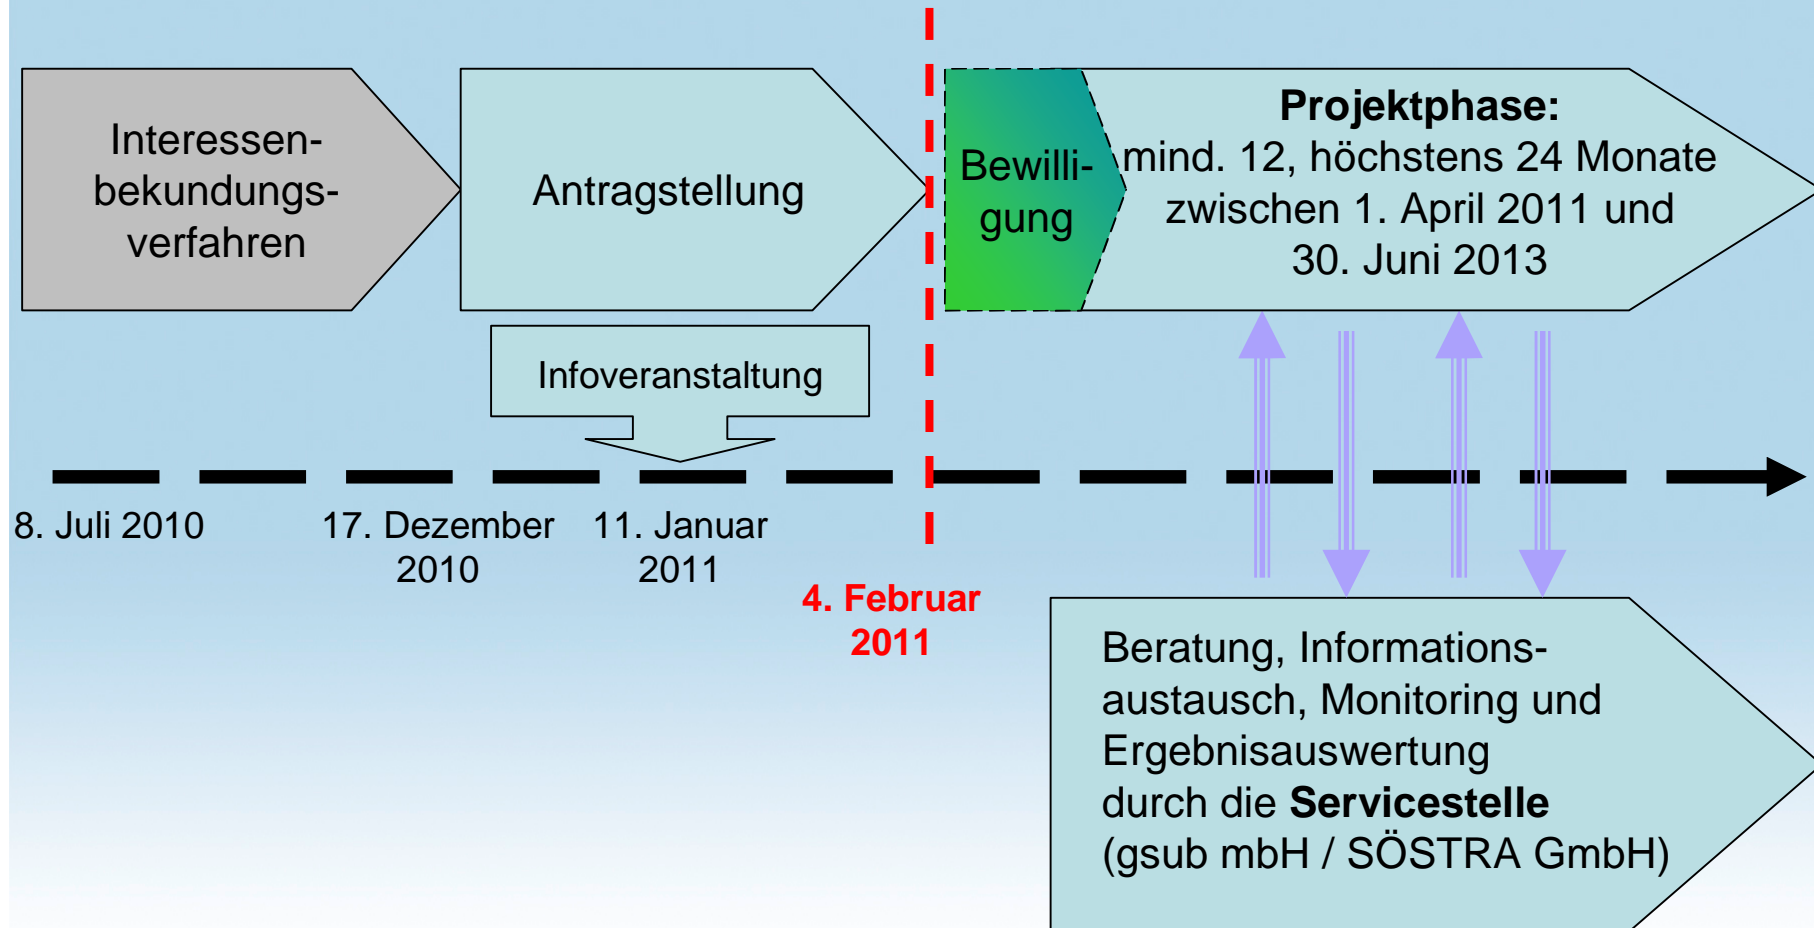 Interessen-
bekundungs-
verfahren
Antragstellung
Bewilli-
gung
Projektphase:
mind. 12, höchstens 24 Monate
zwischen 1. April 2011 und
30. Juni 2013
Infoveranstaltung
8. Juli 2010
17. Dezember
2010
11. Januar
2011
4. Februar
2011
Beratung, Informations-
austausch, Monitoring und
Ergebnisauswertung
durch die Servicestelle
(gsub mbH / SÖSTRA GmbH)